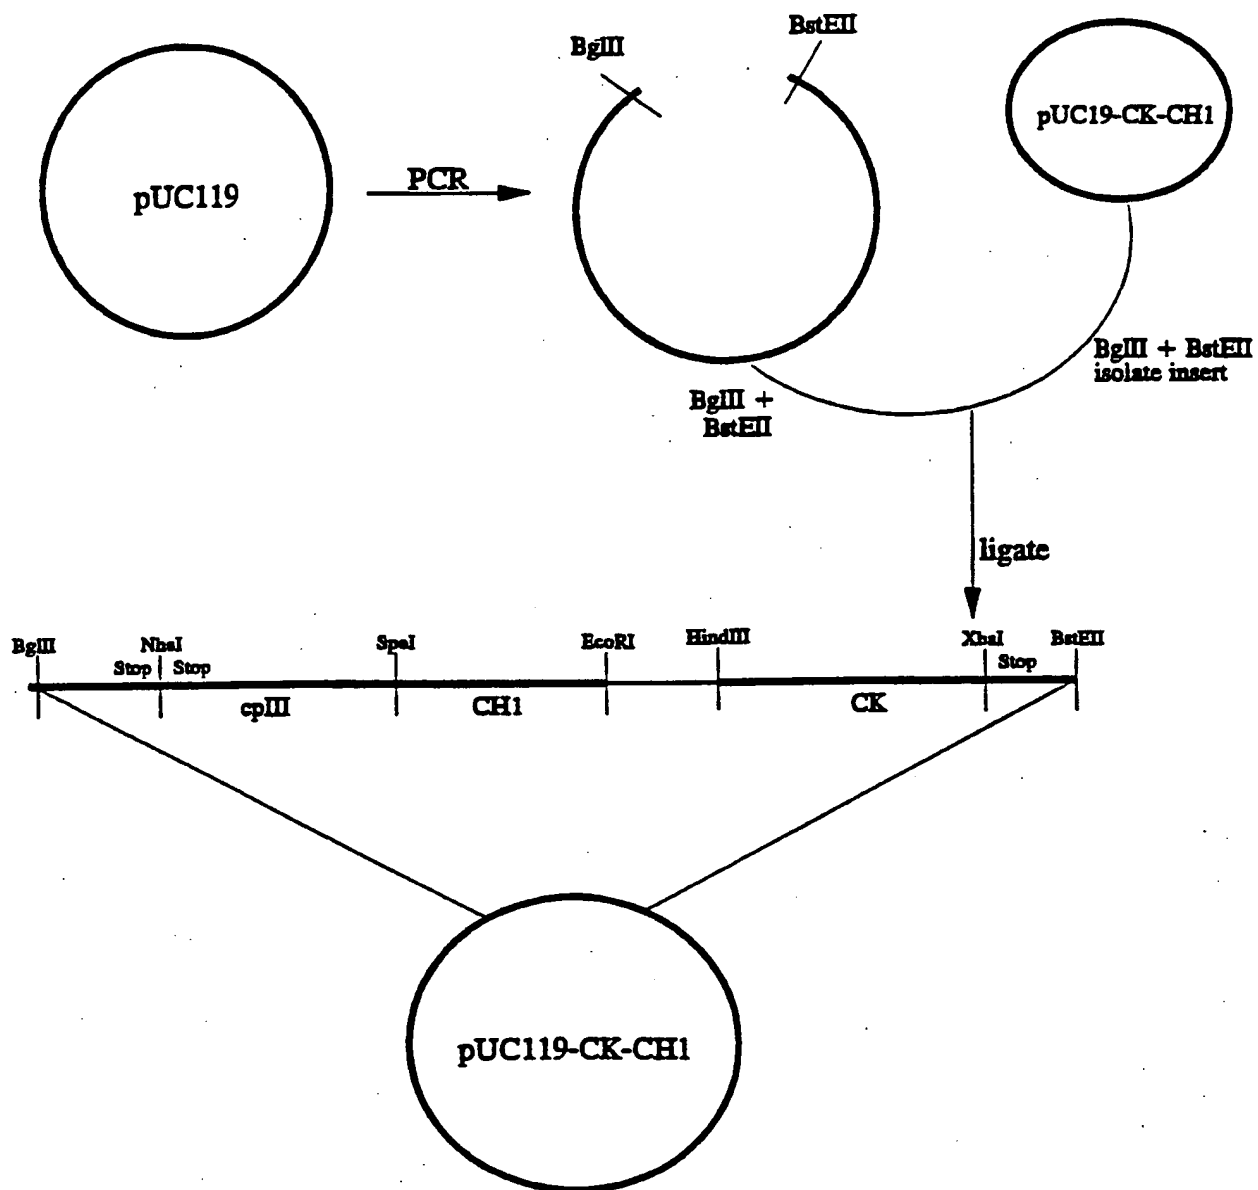 BglII
BstEII
pUC119
PCR
pUC19-CK-CH1
BglII +
BstEII
BglII + BstEII
isolate insert
ligate
BglII
NheI
SpeI
EcoRI
HindIII
XbaI
BstEII
Stop
Stop
Stop
cpIII
CH1
CK
pUC119-CK-CH1